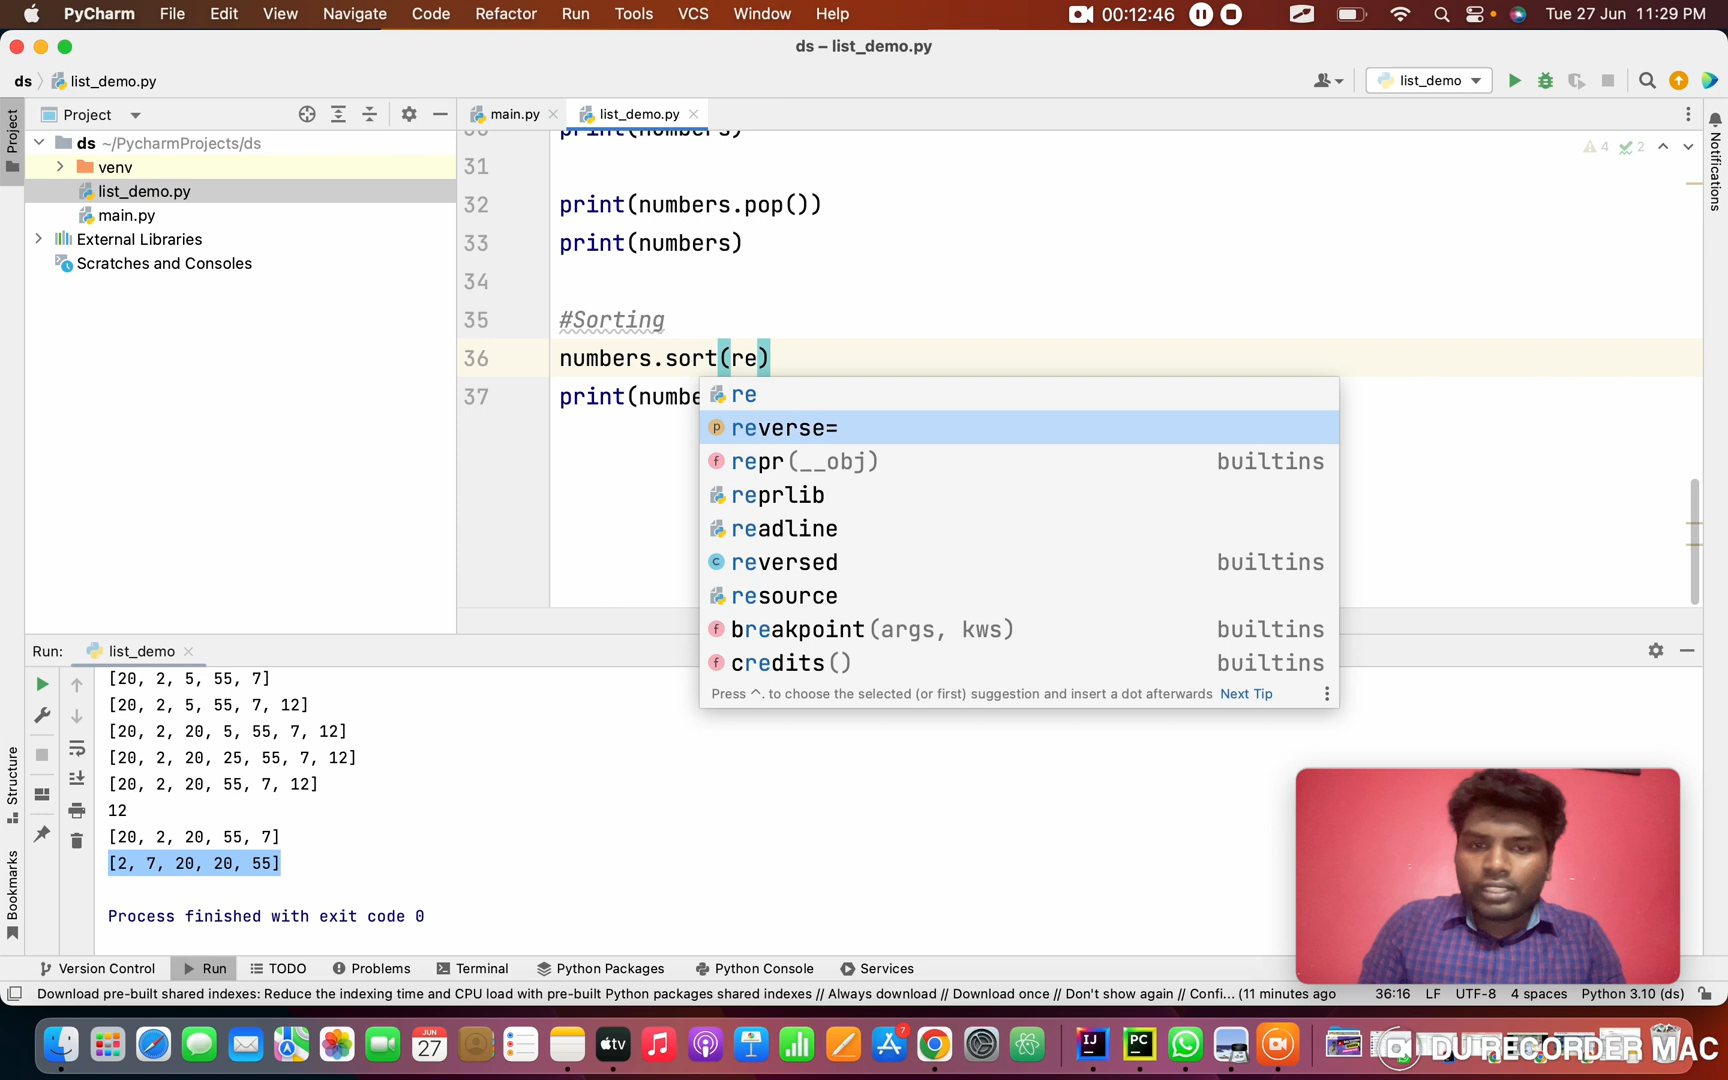 PyCharm File Edit View Navigate Code Refactor Run Tools VCS Window Help 00:12:46 Tue 27 Jun 11:29 PM
ds – list_demo.py
ds list_demo.py list_demo
Project main.py list_demo.py
Project
Notifications
ds ~/PycharmProjects/ds
venv
list_demo.py
main.py
External Libraries
Scratches and Consoles
4 2
31
32 print(numbers.pop())
33 print(numbers)
34
35 #Sorting
36 numbers.sort(re)
37 print(numbe
re
reverse=
repr(__obj) builtins
reprlib
readline
reversed builtins
resource
breakpoint(args, kws) builtins
credits() builtins
Press ^. to choose the selected (or first) suggestion and insert a dot afterwards Next Tip
Run: list_demo
[20, 2, 5, 55, 7]
[20, 2, 5, 55, 7, 12]
[20, 2, 20, 5, 55, 7, 12]
[20, 2, 20, 25, 55, 7, 12]
[20, 2, 20, 55, 7, 12]
12
[20, 2, 20, 55, 7]
[2, 7, 20, 20, 55]
Process finished with exit code 0
Structure
Bookmarks
Version Control Run TODO Problems Terminal Python Packages Python Console Services
Download pre-built shared indexes: Reduce the indexing time and CPU load with pre-built Python packages shared indexes // Always download // Download once // Don't show again // Confi... (11 minutes ago 36:16 LF UTF-8 4 spaces Python 3.10 (ds)
JUN
27
tv
7
IJ
PC
DU RECORDER MAC